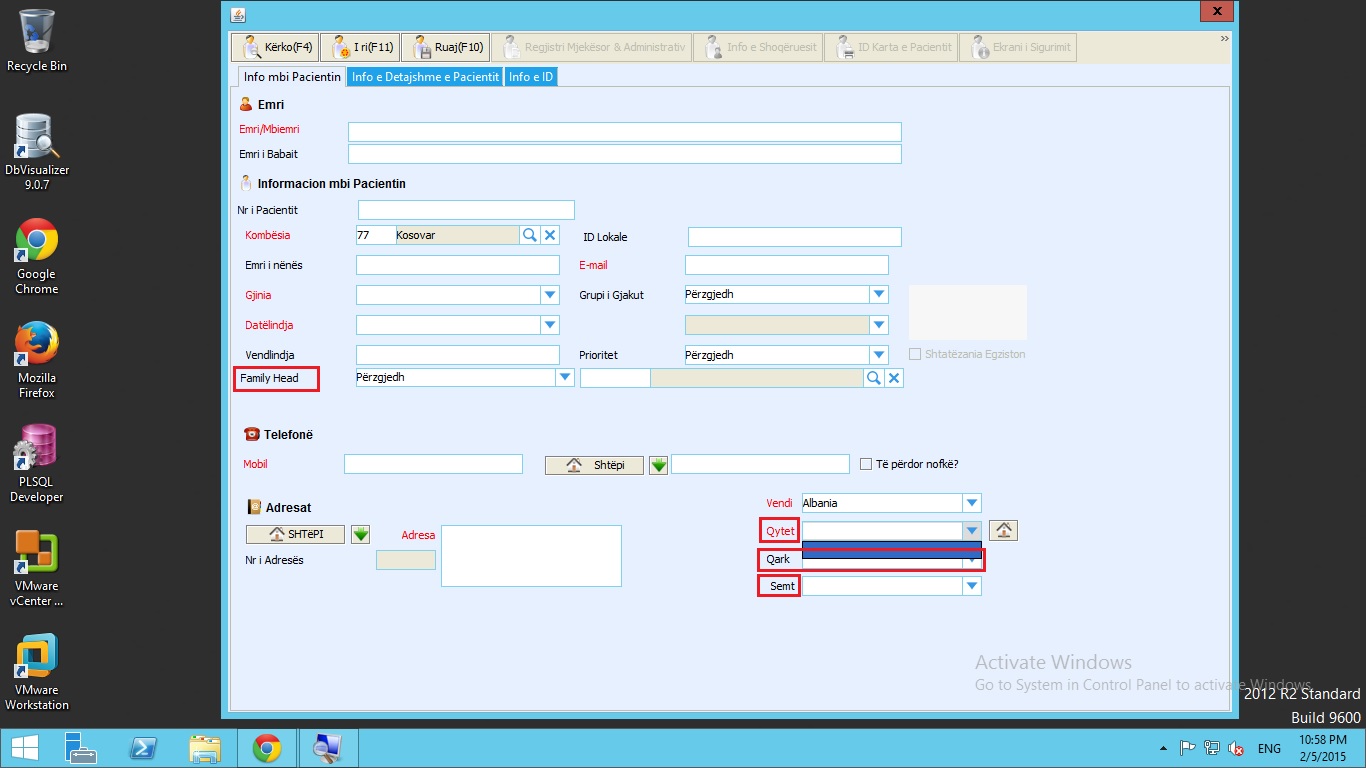 Recycle Bin
DbVisualizer
9.0.7
Google
Chrome
Mozilla
Firefox
PLSQL
Developer
VMware
vCenter ...
VMware
Workstation
X
Kërko(F4)
I ri(F11)
Ruaj(F10)
Regjistri Mjekësor & Administrativ
Info e Shoqëruesit
ID Karta e Pacientit
Ekrani i Sigurimit
»
Info mbi Pacientin
Info e Detajshme e Pacientit
Info e ID
Emri
Emri/Mbiemri
Emri i Babait
Informacion mbi Pacientin
Nr i Pacientit
Kombësia 77 Kosovar
ID Lokale
Emri i nënës
E-mail
Gjinia
Grupi i Gjakut Përzgjedh
Datëlindja
Vendlindja
Prioritet Përzgjedh
Shtatëzania Egziston
Family Head Përzgjedh
Telefonë
Mobil
Shtëpi
Të përdor nofkë?
Adresat
Vendi Albania
SHTëPI
Adresa
Qytet
Nr i Adresës
Qark
Semt
Activate Windows
Go to System in Control Panel to activate Windows.
2012 R2 Standard
Build 9600
ENG
10:58 PM
2/5/2015